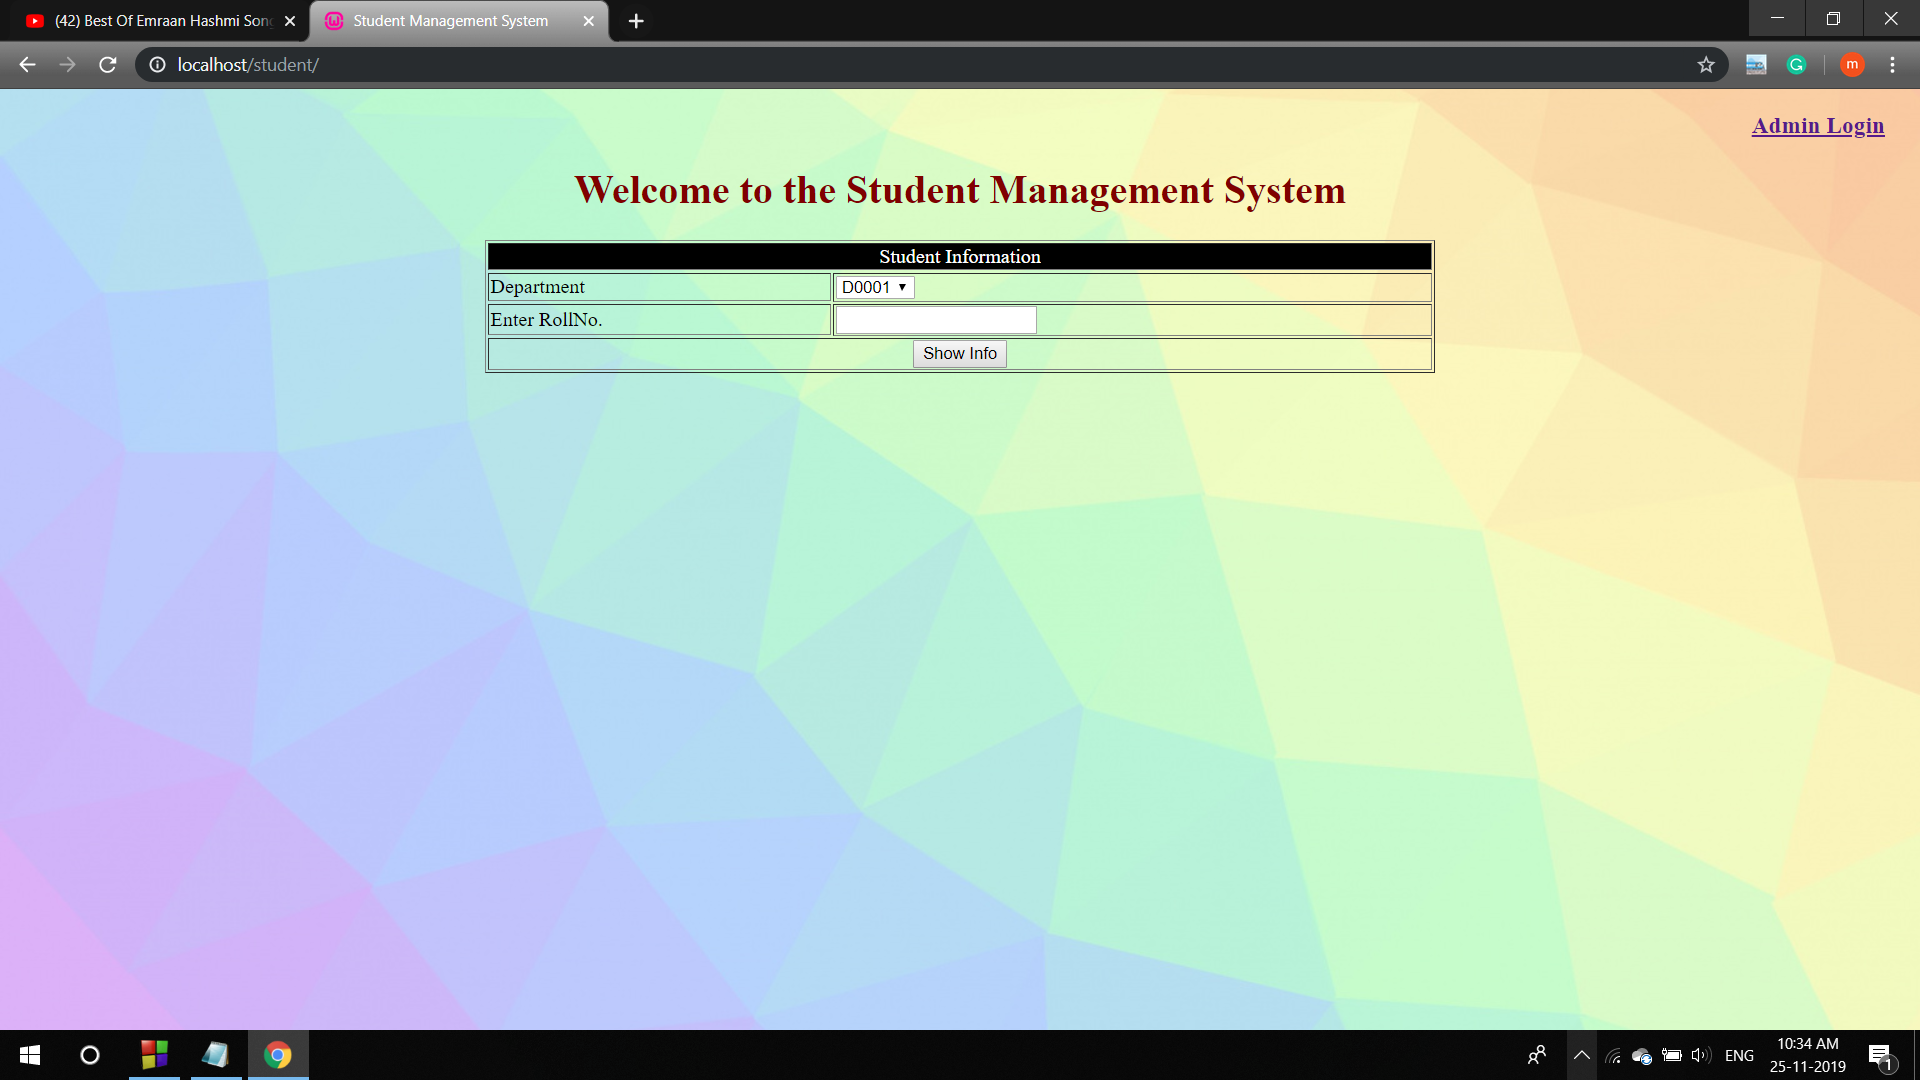 (42) Best Of Emraan Hashmi Son
Student Management System
localhost/student/
m
Admin Login
Welcome to the Student Management System
Student Information
Department D0001
Enter RollNo.
Show Info
ENG
10:34 AM
25-11-2019
1